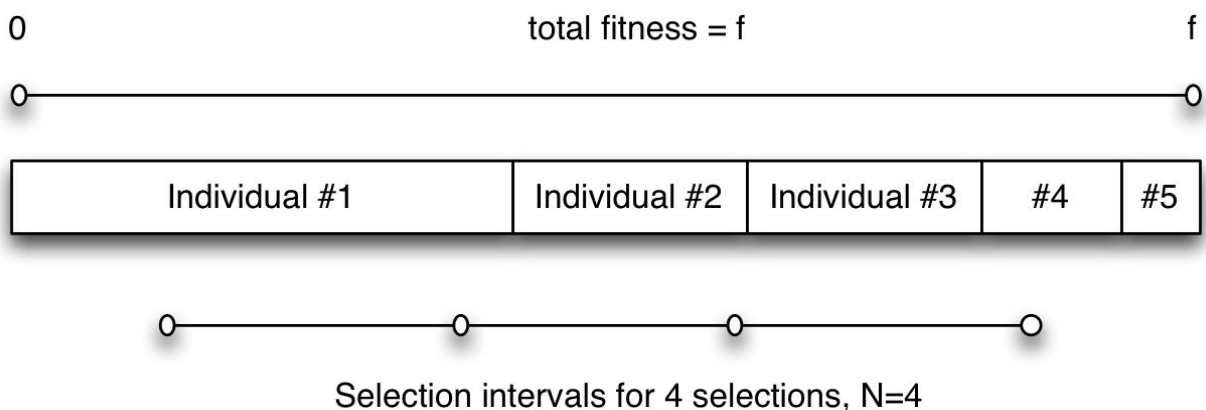 0 total fitness = f f
Individual #1 Individual #2 Individual #3 #4 #5
Selection intervals for 4 selections, N=4